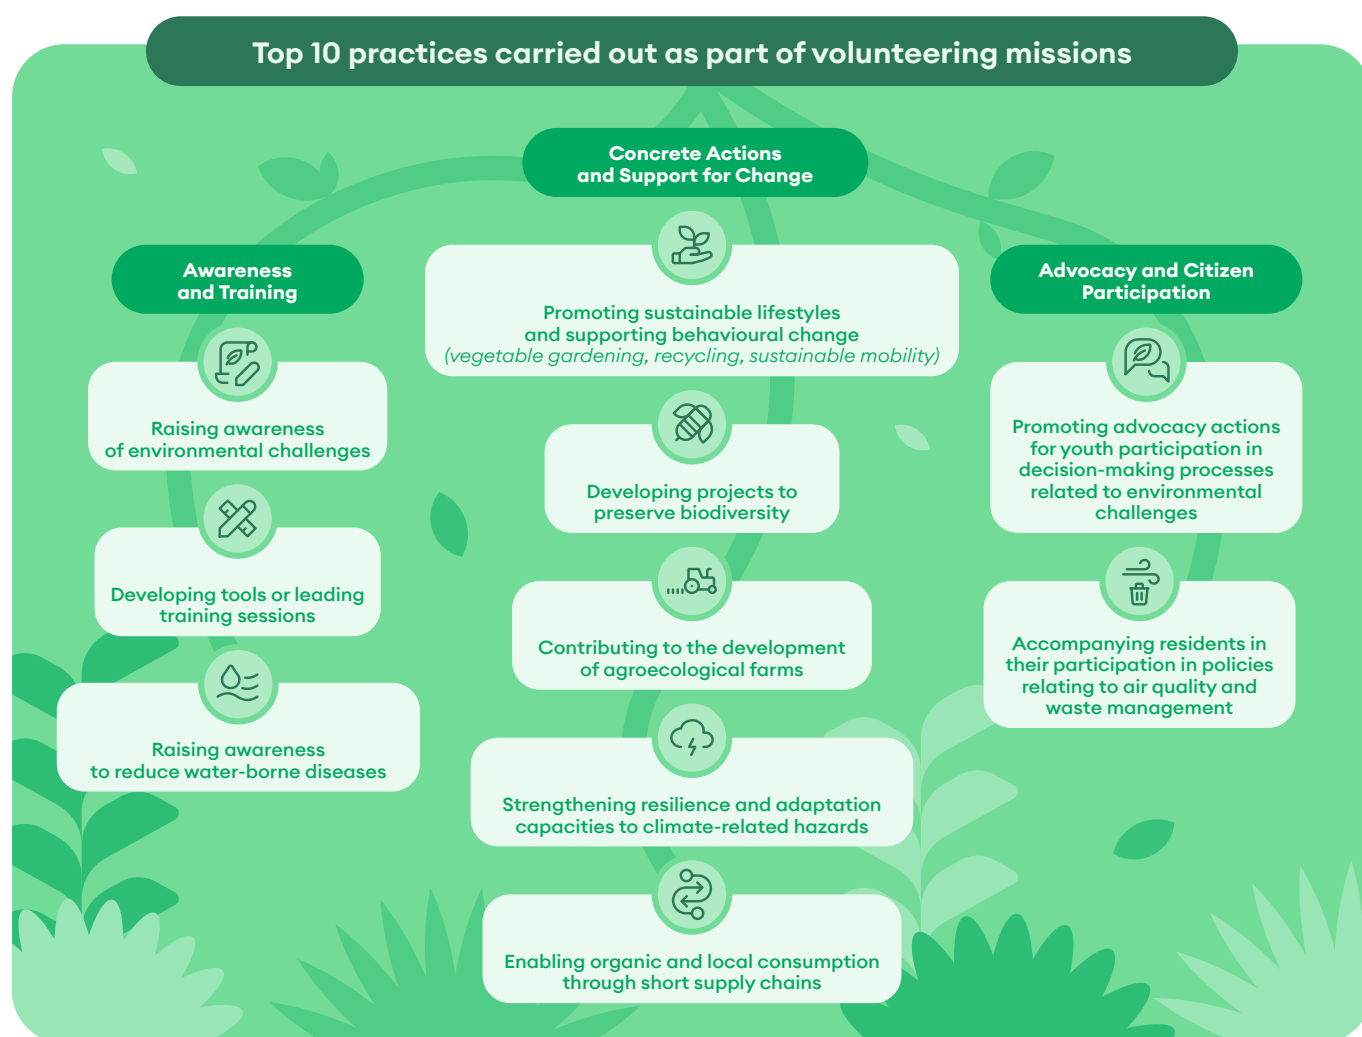 Top 10 practices carried out as part of volunteering missions
Awareness
and Training
Raising awareness
of environmental challenges
Developing tools or leading
training sessions
Raising awareness
to reduce water-borne diseases
Concrete Actions
and Support for Change
Promoting sustainable lifestyles
and supporting behavioural change
(vegetable gardening, recycling, sustainable mobility)
Developing projects to
preserve biodiversity
Contributing to the development
of agroecological farms
Strengthening resilience and adaptation
capacities to climate-related hazards
Enabling organic and local consumption
through short supply chains
Advocacy and Citizen
Participation
Promoting advocacy actions
for youth participation in
decision-making processes
related to environmental
challenges
Accompanying residents in
their participation in policies
relating to air quality and
waste management